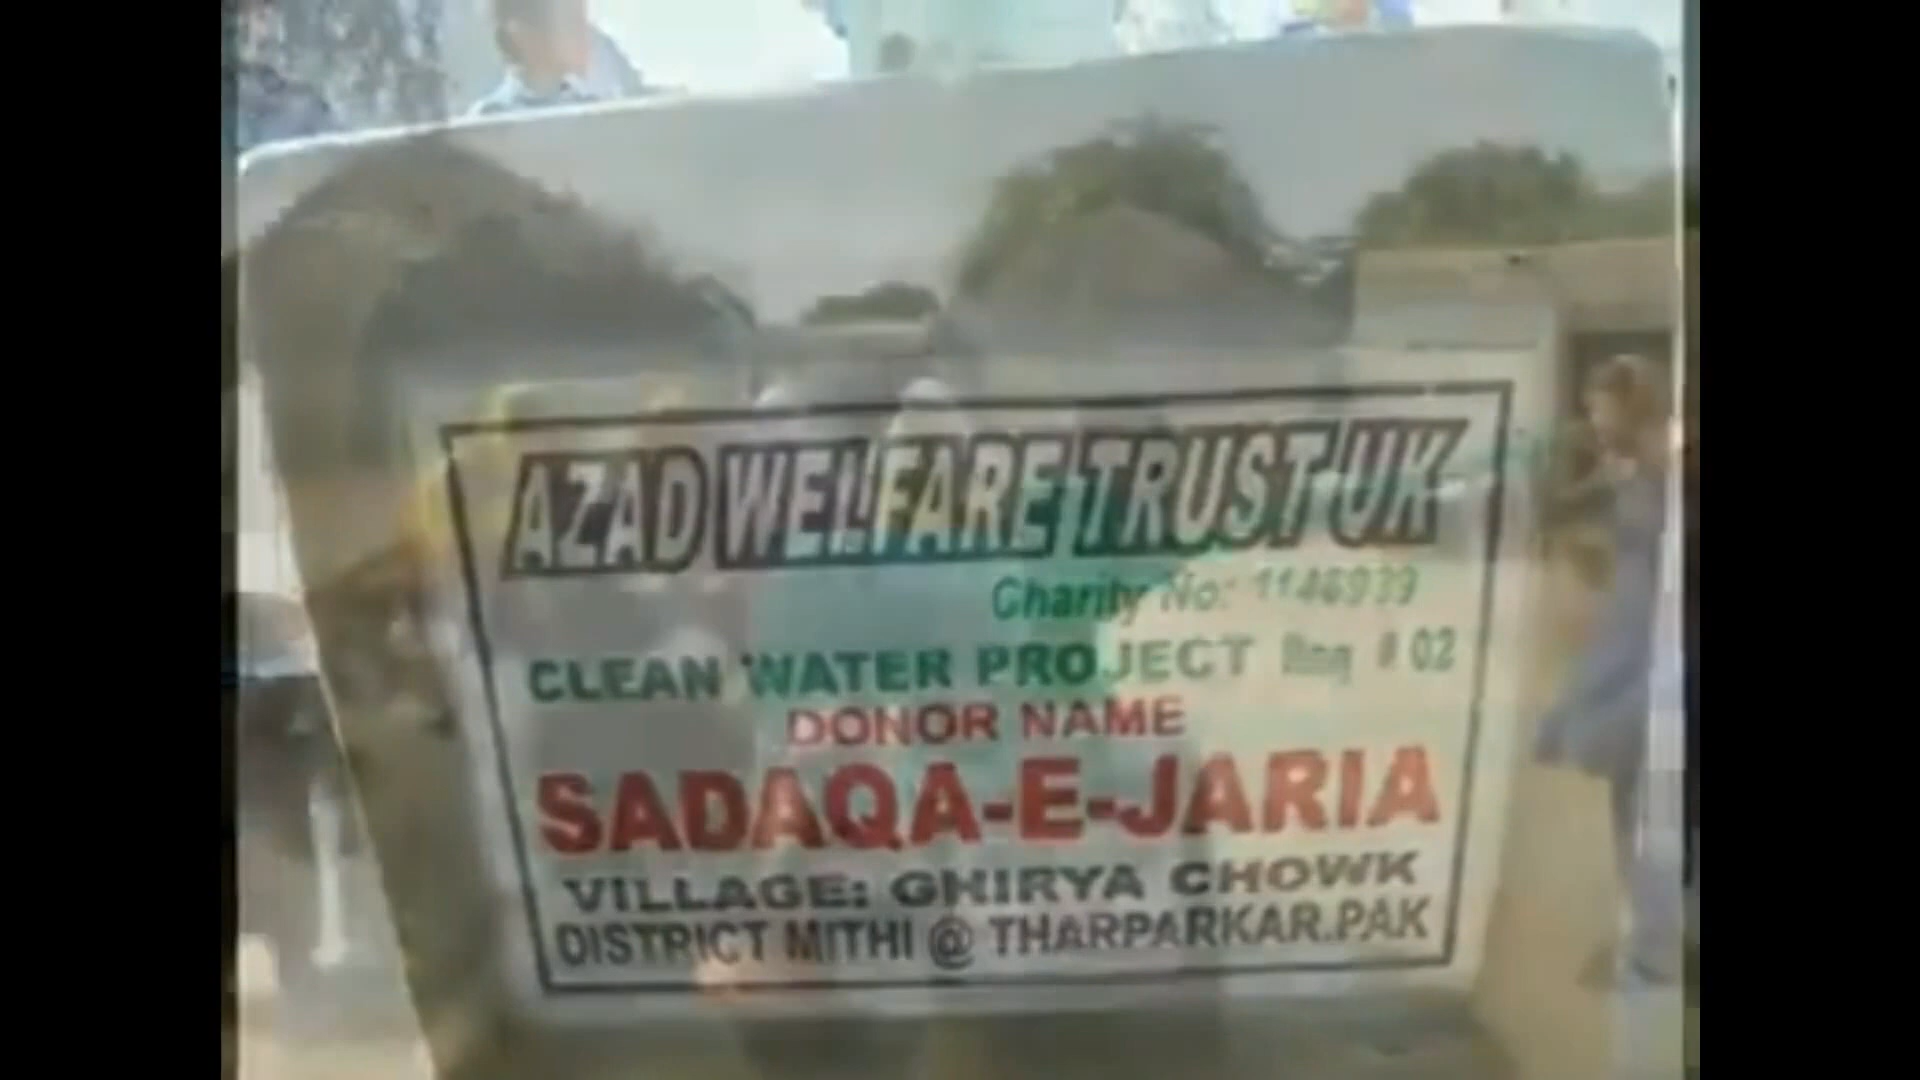 AZAD WELFARE TRUST UK
Charity No: 1146939
CLEAN WATER PROJECT # 02
DONOR NAME
SADAQA-E-JARIA
VILLAGE: GHIRYA CHOWK
DISTRICT MITHI @ THARPARKAR.PAK